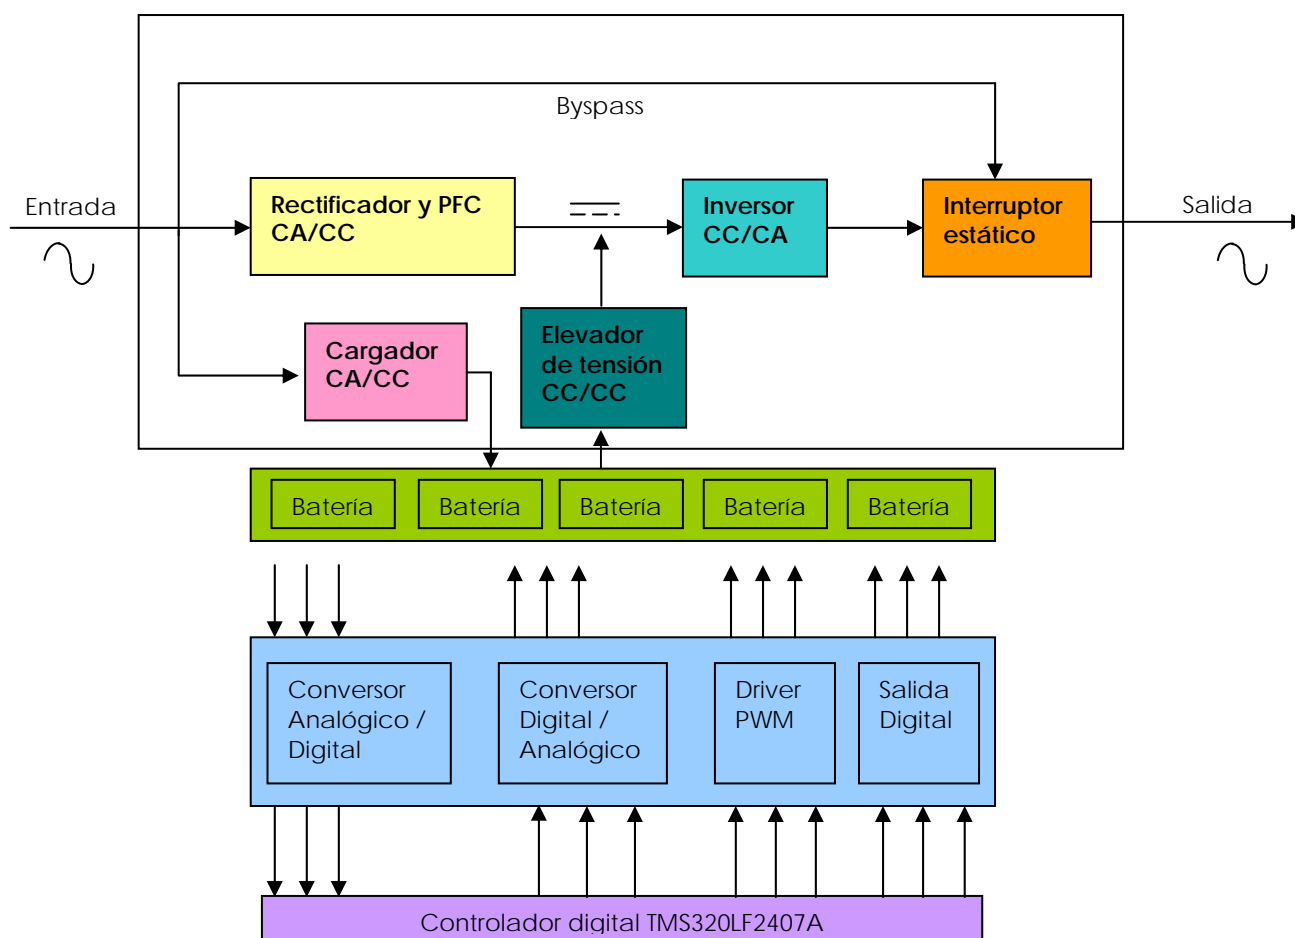 Byspass
Entrada
Rectificador y PFC
CA/CC
Inversor
CC/CA
Interruptor
estático
Salida
Cargador
CA/CC
Elevador
de tensión
CC/CC
Batería
Batería
Batería
Batería
Batería
Conversor
Analógico /
Digital
Conversor
Digital /
Analógico
Driver
PWM
Salida
Digital
Controlador digital TMS320LF2407A